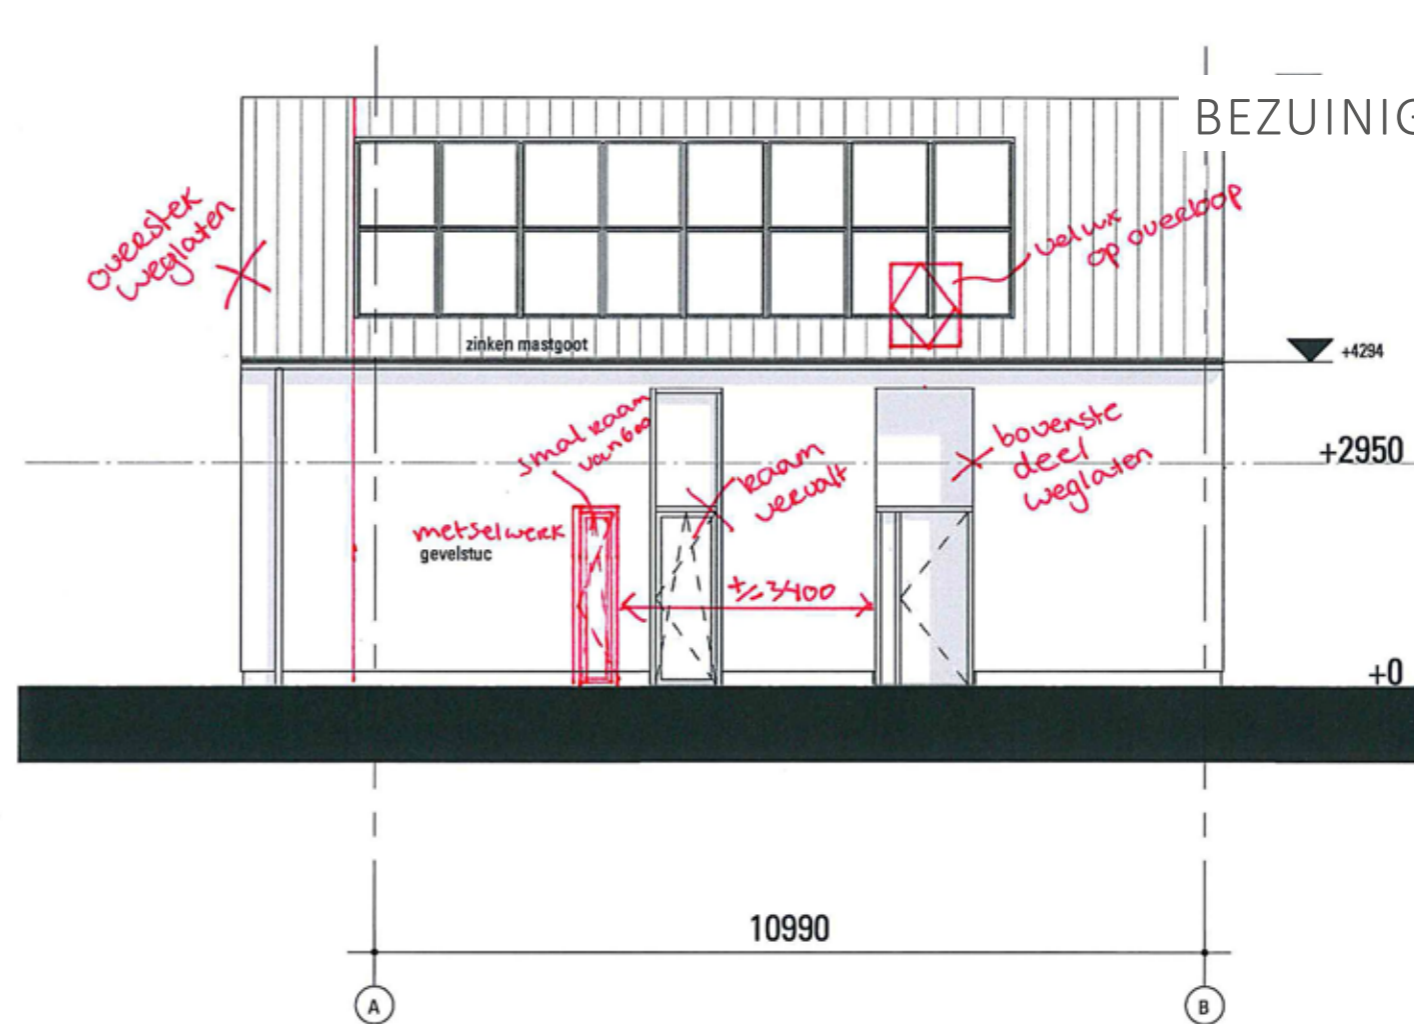 BEZUINIG
overstek
weglaten
velux
op overloop
zinken mastgoot
+4294
smal raam
van 600
raam
vervalt
bovenste
deel
weglaten
+2950
metselwerk
gevelstuc
+/= 3400
+0
10990
A
B